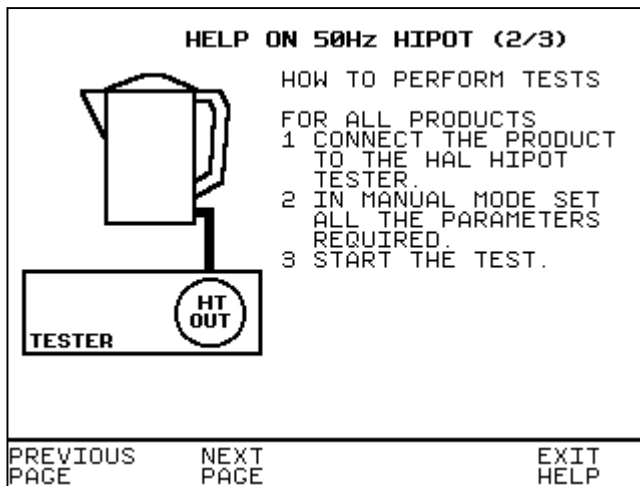 HELP ON 50Hz HIPOT (2/3)
HOW TO PERFORM TESTS
FOR ALL PRODUCTS
1 CONNECT THE PRODUCT
TO THE HAL HIPOT
TESTER.
2 IN MANUAL MODE SET
ALL THE PARAMETERS
REQUIRED.
3 START THE TEST.
HT
OUT
TESTER
PREVIOUS
PAGE
NEXT
PAGE
EXIT
HELP